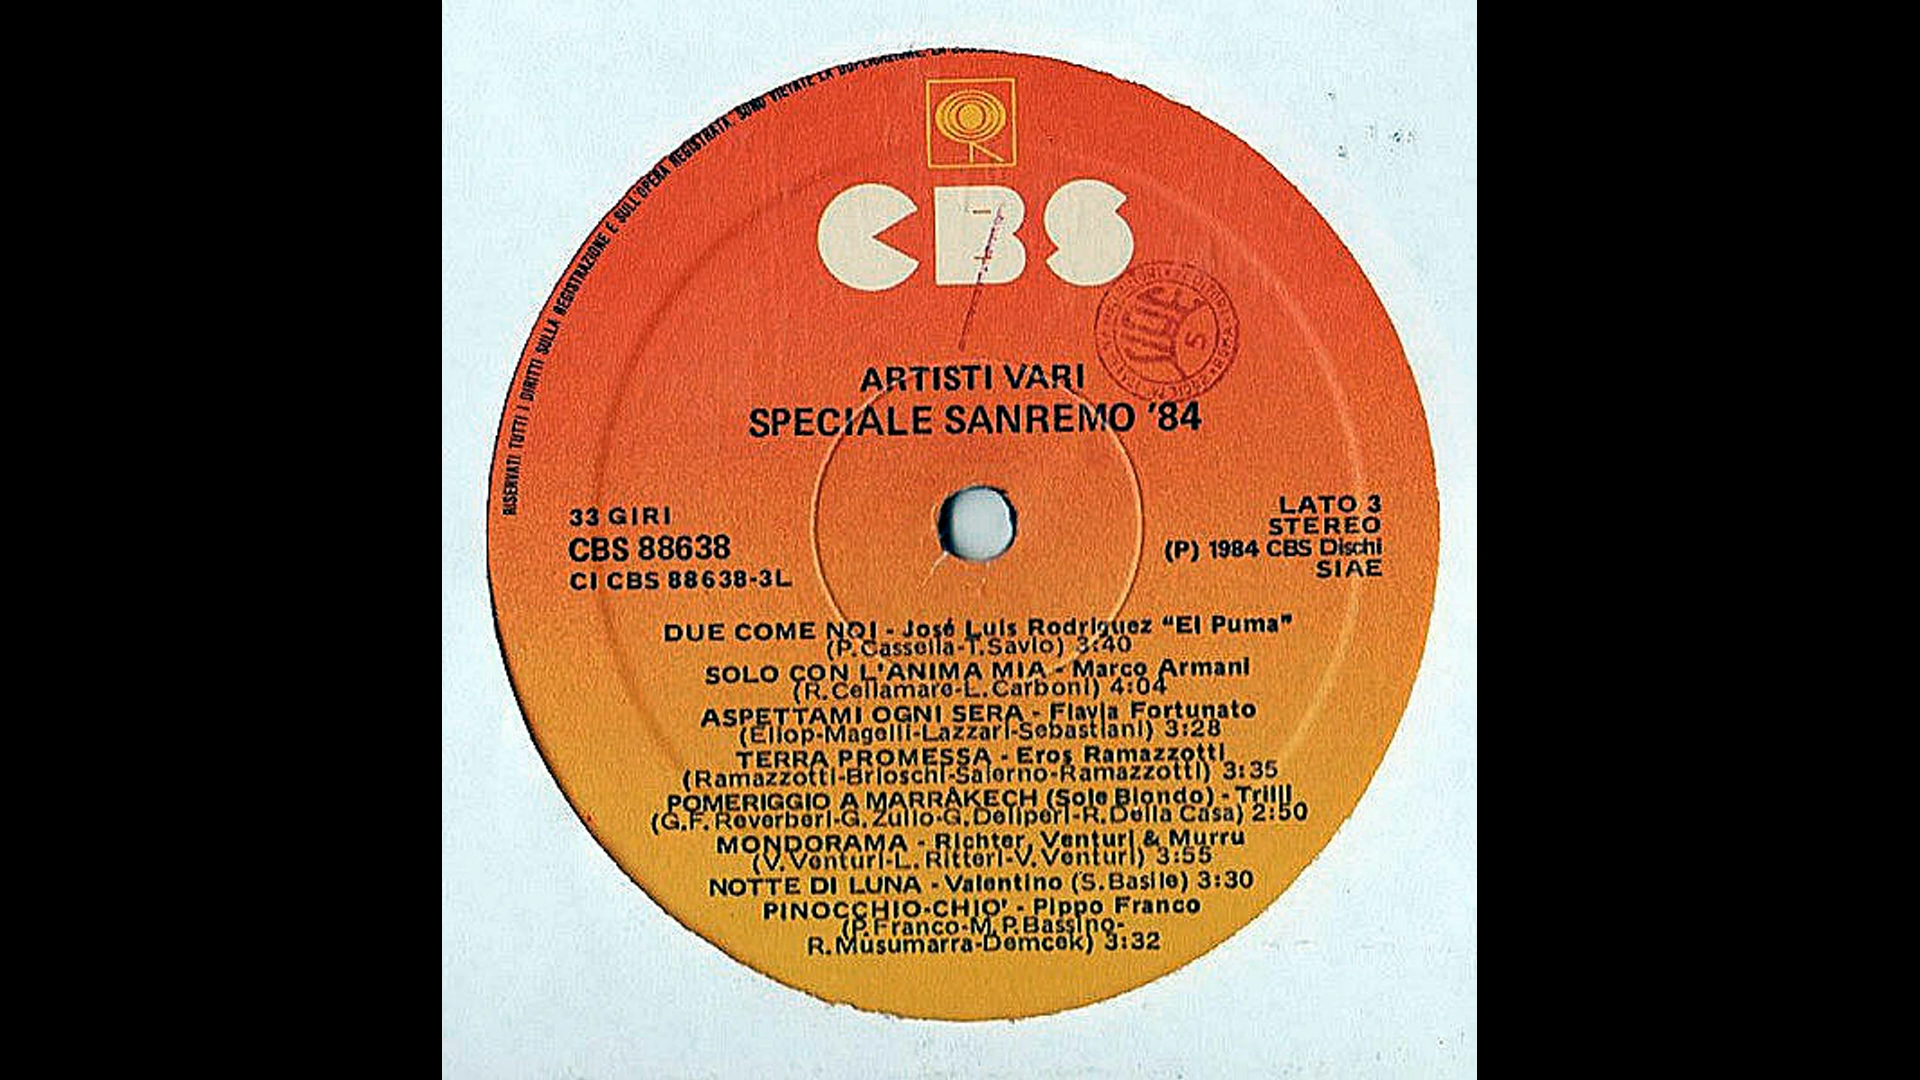 RISERVATI TUTTI I DIRITTI SULLA REGISTRAZIONE E SULL'OPERA REGISTRATA. SONO VIETATE LA DUPLICAZIONE, LA
CBS
ARTISTI VARI
SPECIALE SANREMO '84
33 GIRI
CBS 88638
CI CBS 88638-3L
LATO 3
STEREO
(P) 1984 CBS Dischi
SIAE
DUE COME NOI - José Luis Rodriguez "El Puma"
(P. Cassella-T. Savio) 3:40
SOLO CON L'ANIMA MIA - Marco Armani
(R. Cellamare-L. Carboni) 4:04
ASPETTAMI OGNI SERA - Flavia Fortunato
(Ellop-Magelli-Lazzari-Sebastiani) 3:28
TERRA PROMESSA - Eros Ramazzotti
(Ramazzotti-Brioschi-Salerno-Ramazzotti) 3:35
POMERIGGIO A MARRAKECH (Sole Biondo) - Trilli
(G.F. Reverberi-G. Zullo-G. Deliperi-R. Della Casa) 2:50
MONDORAMA - Richter, Venturi & Murru
(V. Venturi-L. Ritteri-V. Venturi) 3:55
NOTTE DI LUNA - Valentino (S. Basile) 3:30
PINOCCHIO-CHIO' - Pippo Franco
(P. Franco-M.P. Bassino-
R. Musumarra-Demcek) 3:32